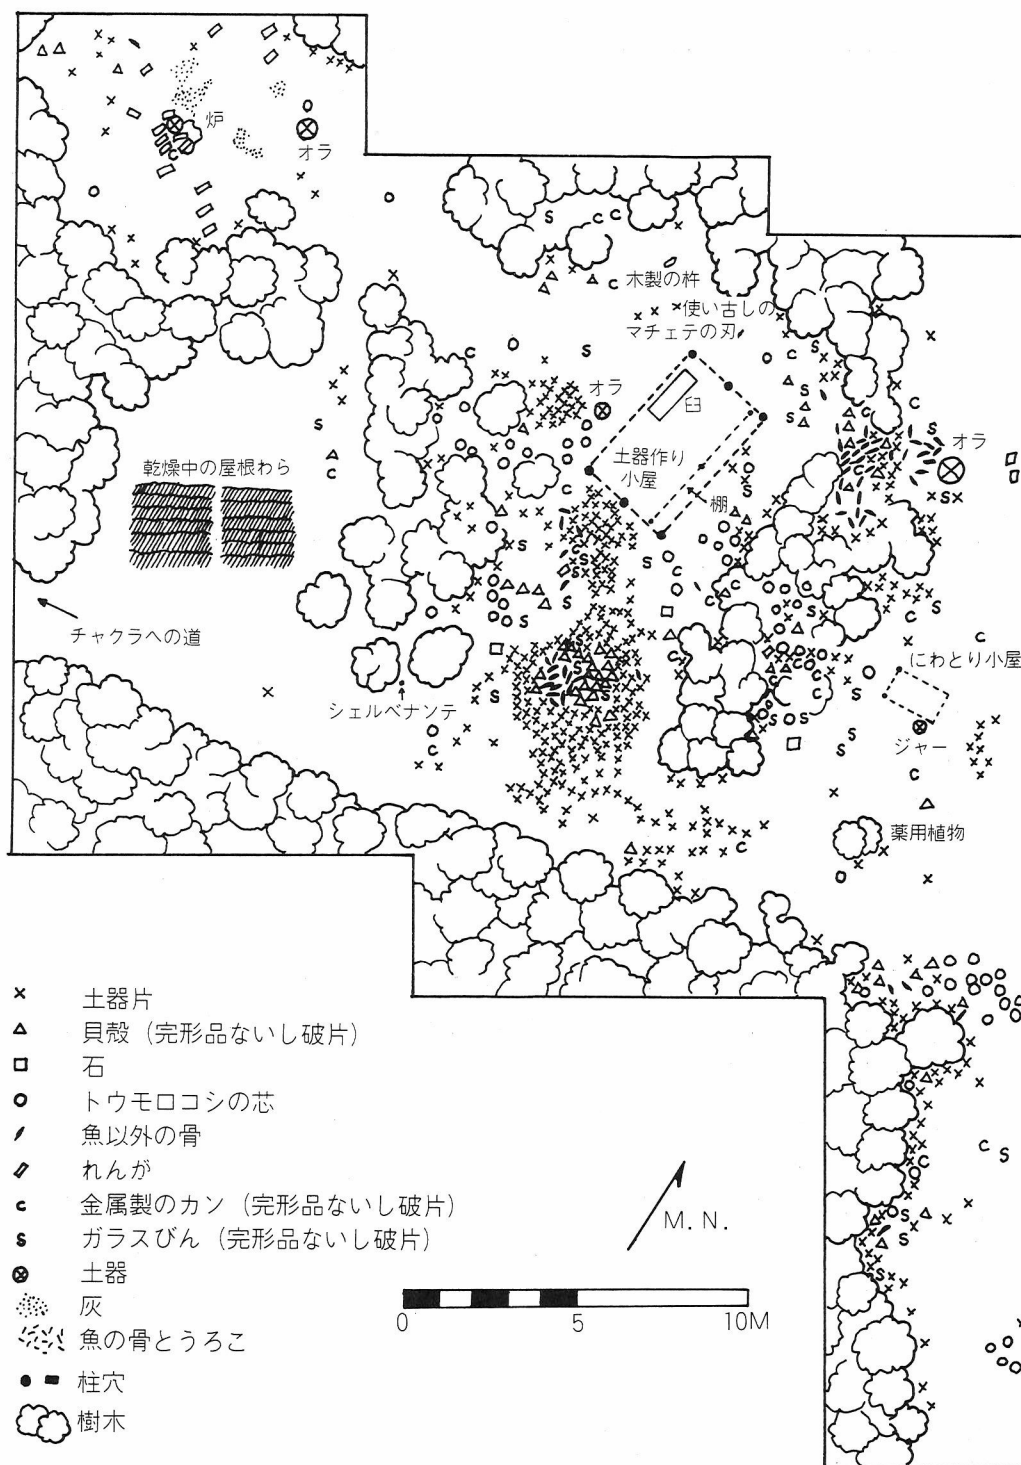 炉
オラ
木製の杵
使い古しの
マチェテの刃
オラ
臼
オラ
土器作り
小屋
棚
乾燥中の屋根わら
チャクラへの道
シェルベナンテ
にわとり小屋
ジャー
薬用植物
× 土器片
△ 貝殻 (完形品ないし破片)
□ 石
○ トウモロコシの芯
魚以外の骨
れんが
c 金属製のカン (完形品ないし破片)
s ガラスびん (完形品ないし破片)
⊗ 土器
灰
魚の骨とうろこ
柱穴
樹木
M. N.
0 5 10M